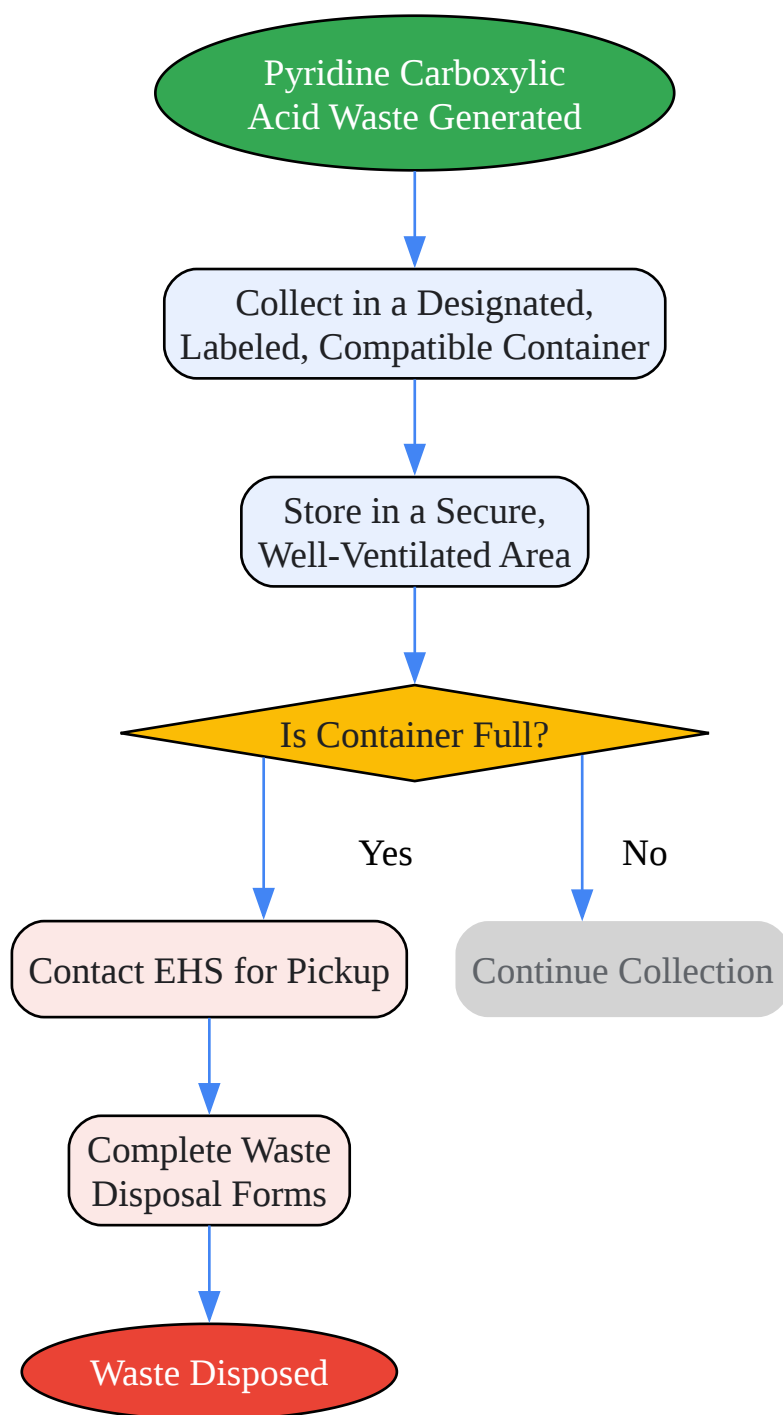 Pyridine Carboxylic
Acid Waste Generated
Collect in a Designated,
Labeled, Compatible Container
Store in a Secure,
Well-Ventilated Area
Is Container Full?
Yes
No
Contact EHS for Pickup
Continue Collection
Complete Waste
Disposal Forms
Waste Disposed